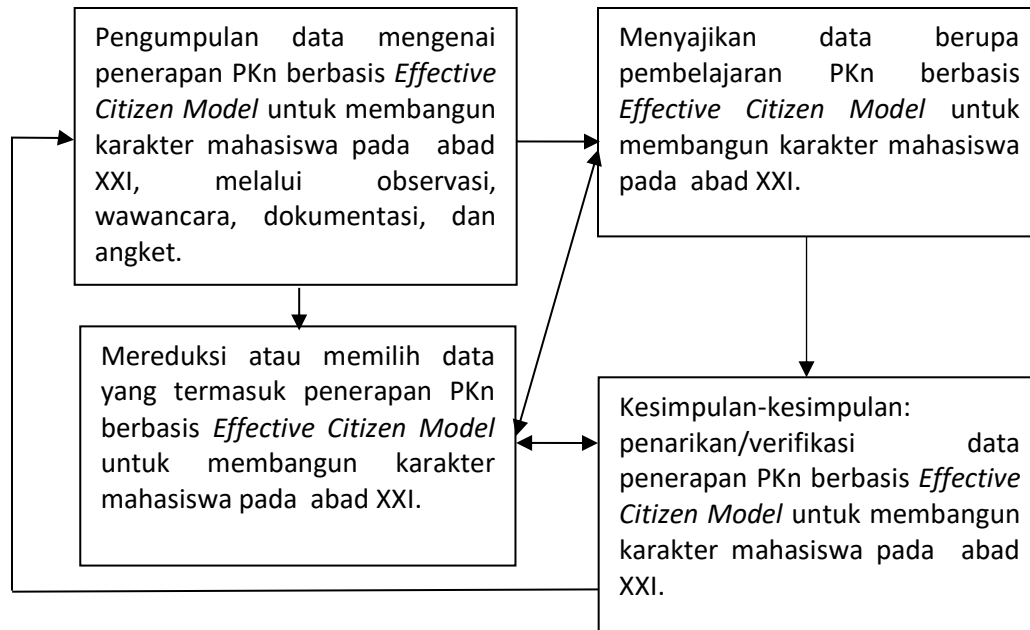 Pengumpulan data mengenai
penerapan PKn berbasis Effective
Citizen Model untuk membangun
karakter mahasiswa pada abad
XXI, melalui observasi,
wawancara, dokumentasi, dan
angket.
Menyajikan data berupa
pembelajaran PKn berbasis
Effective Citizen Model untuk
membangun karakter mahasiswa
pada abad XXI.
Mereduksi atau memilih data
yang termasuk penerapan PKn
berbasis Effective Citizen Model
untuk membangun karakter
mahasiswa pada abad XXI.
Kesimpulan-kesimpulan:
penarikan/verifikasi data
penerapan PKn berbasis Effective
Citizen Model untuk membangun
karakter mahasiswa pada abad
XXI.